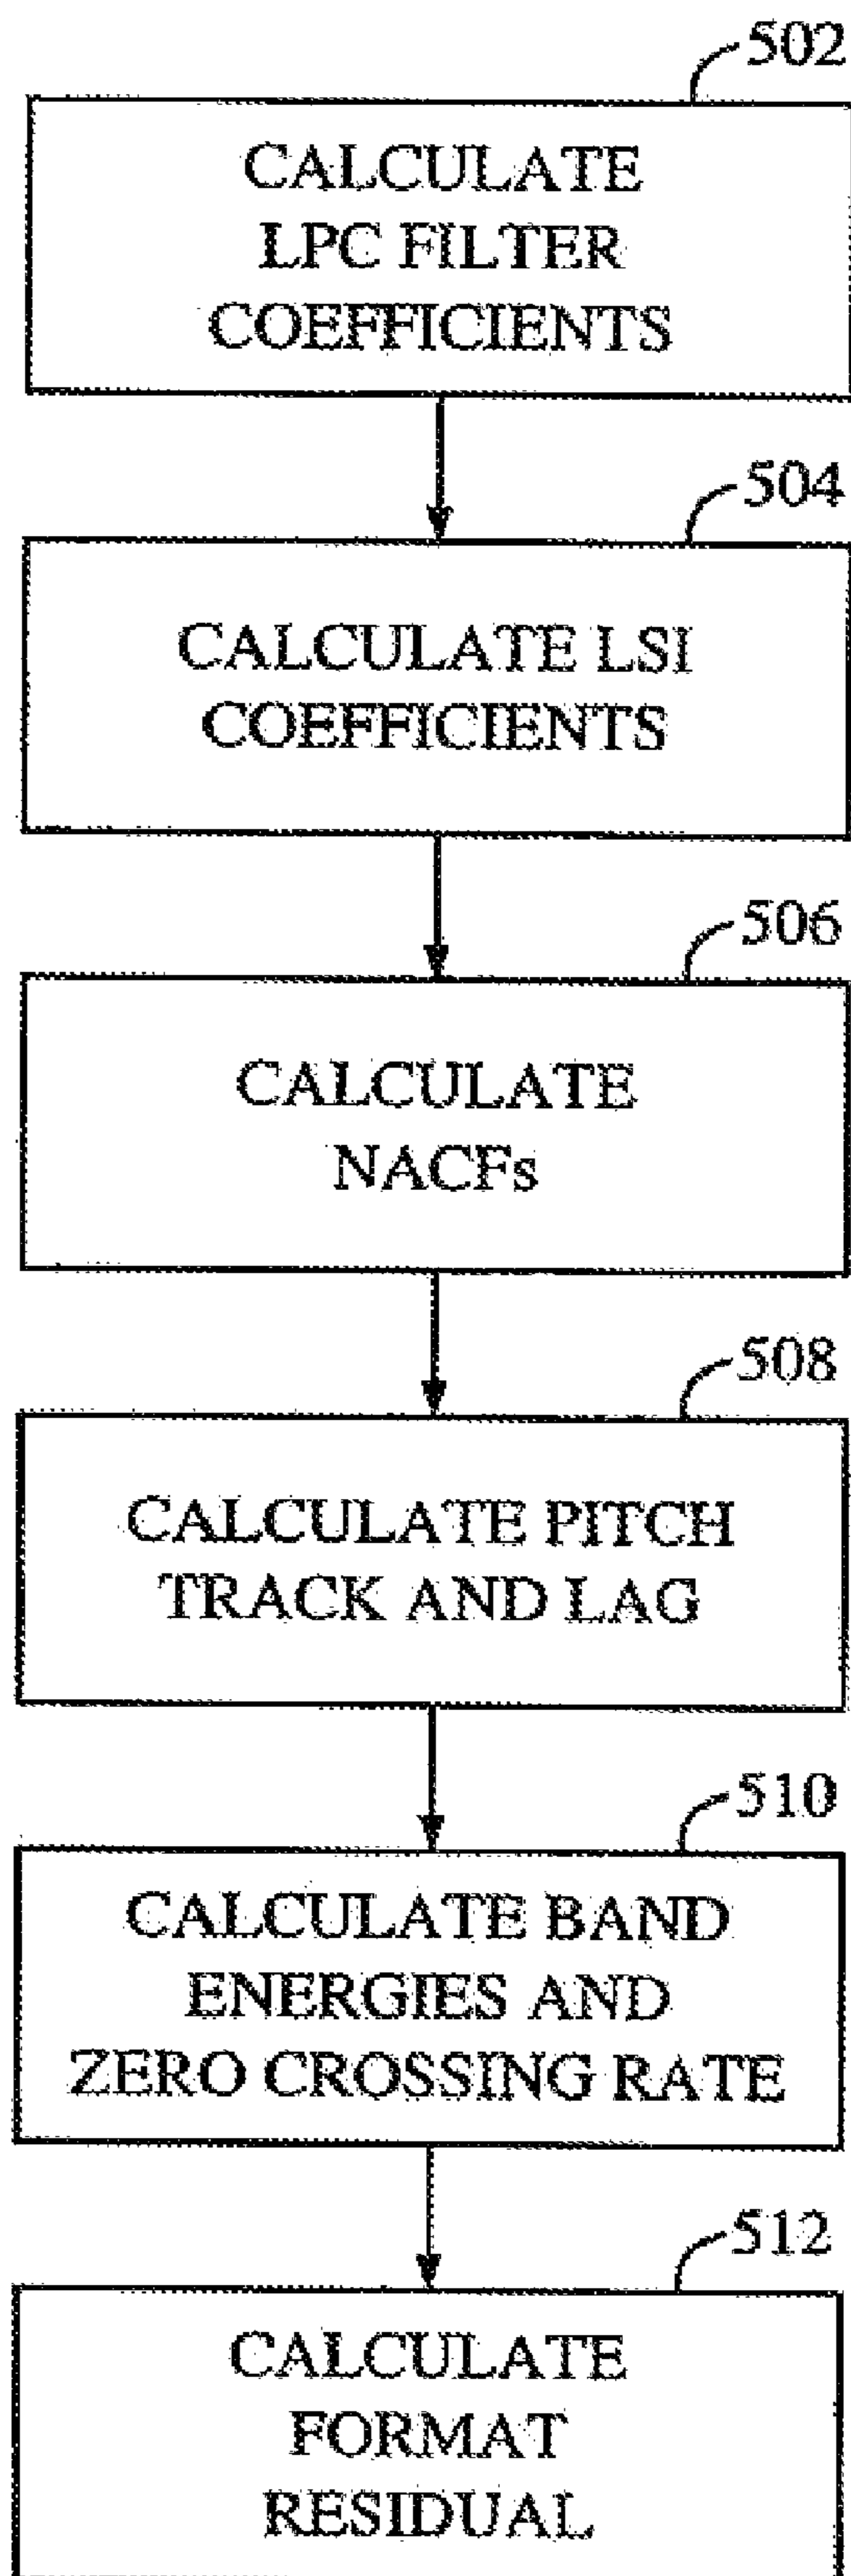 502
CALCULATE
LPC FILTER
COEFFICIENTS
504
CALCULATE LSI
COEFFICIENTS
506
CALCULATE
NACFs
508
CALCULATE PITCH
TRACK AND LAG
510
CALCULATE BAND
ENERGIES AND
ZERO CROSSING RATE
512
CALCULATE
FORMAT
RESIDUAL